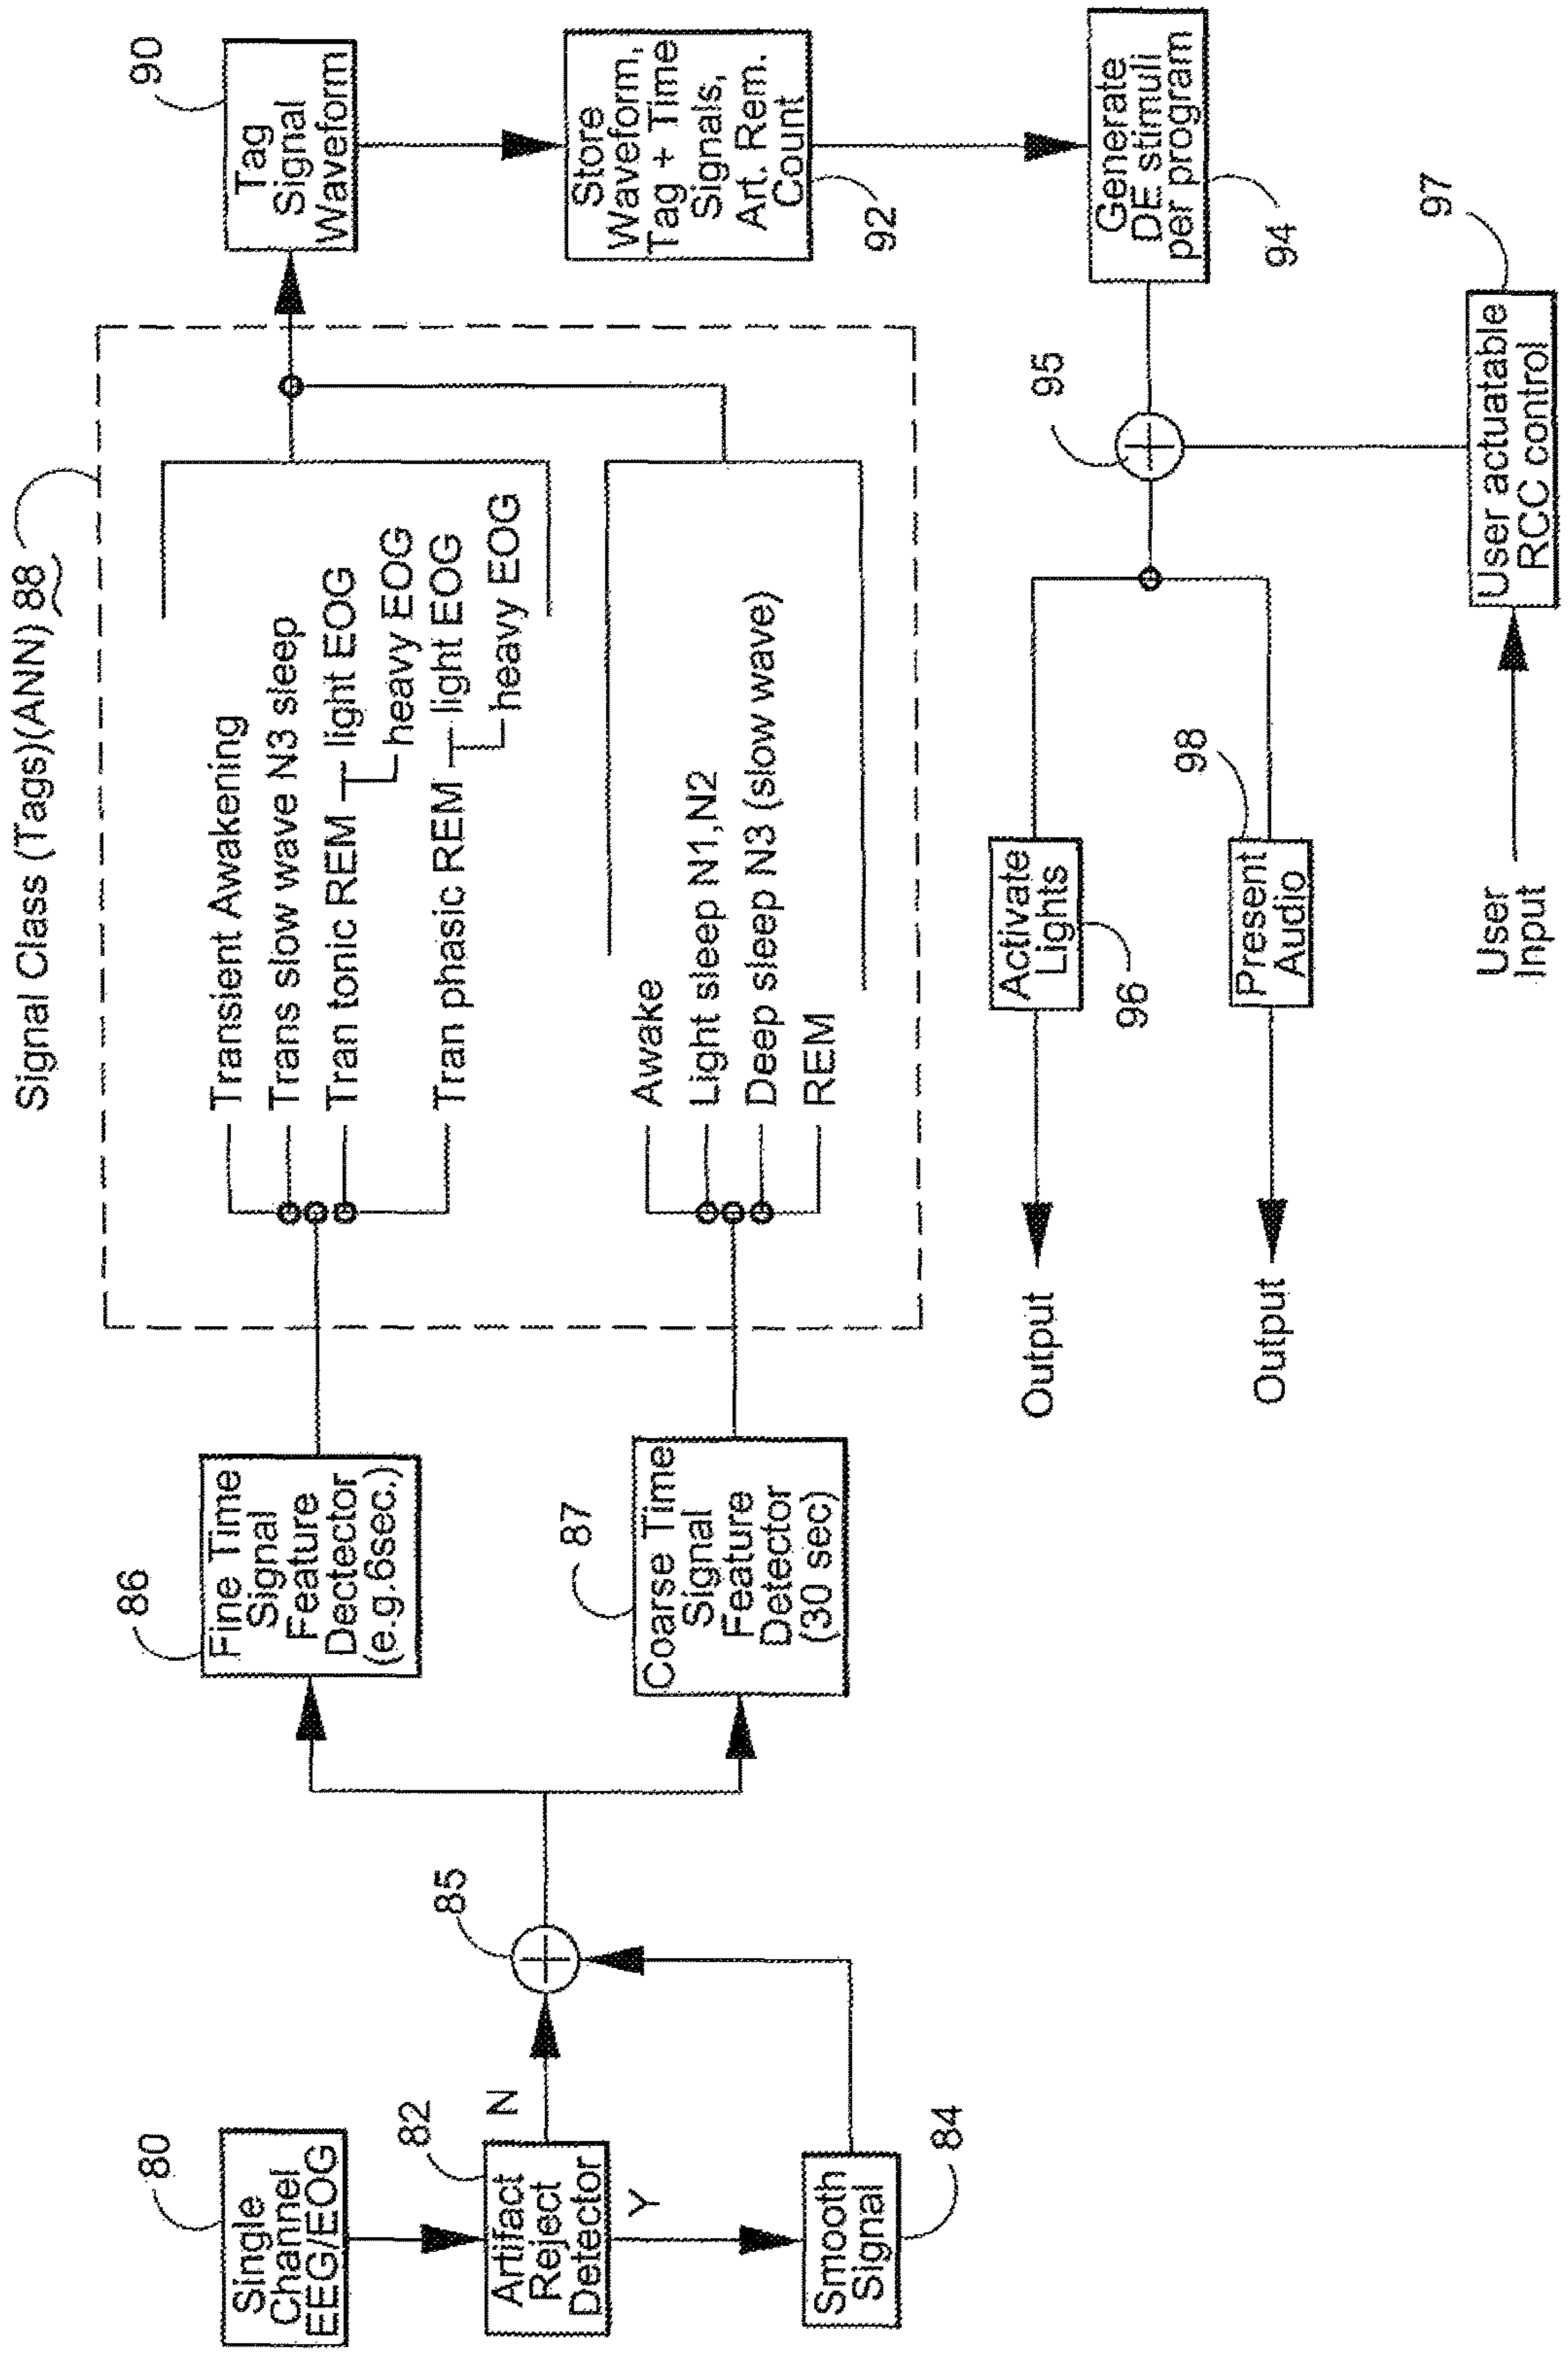 Signal Class (Tags)(ANN) 88
80
Single
Channel
EEG/EOG
82
Artifact
Reject
Detector
N
Y
Smooth
Signal
84
85
86
Fine Time
Signal
Feature
Dectector
(e.g.6sec.)
87
Coarse Time
Signal
Feature
Detector
(30 sec)
Transient Awakening
Trans slow wave N3 sleep
Tran tonic REM light EOG
heavy EOG
Tran phasic REM light EOG
heavy EOG
Awake
Light sleep N1,N2
Deep sleep N3 (slow wave)
REM
90
Tag
Signal
Waveform
Store
Waveform,
Tag + Time
Signals,
Art. Rem.
Count
92
Generate
DE stimuli
per program
94
95
Activate
Lights
96
Output
98
Present
Audio
Output
97
User actuatable
RCC control
User
Input